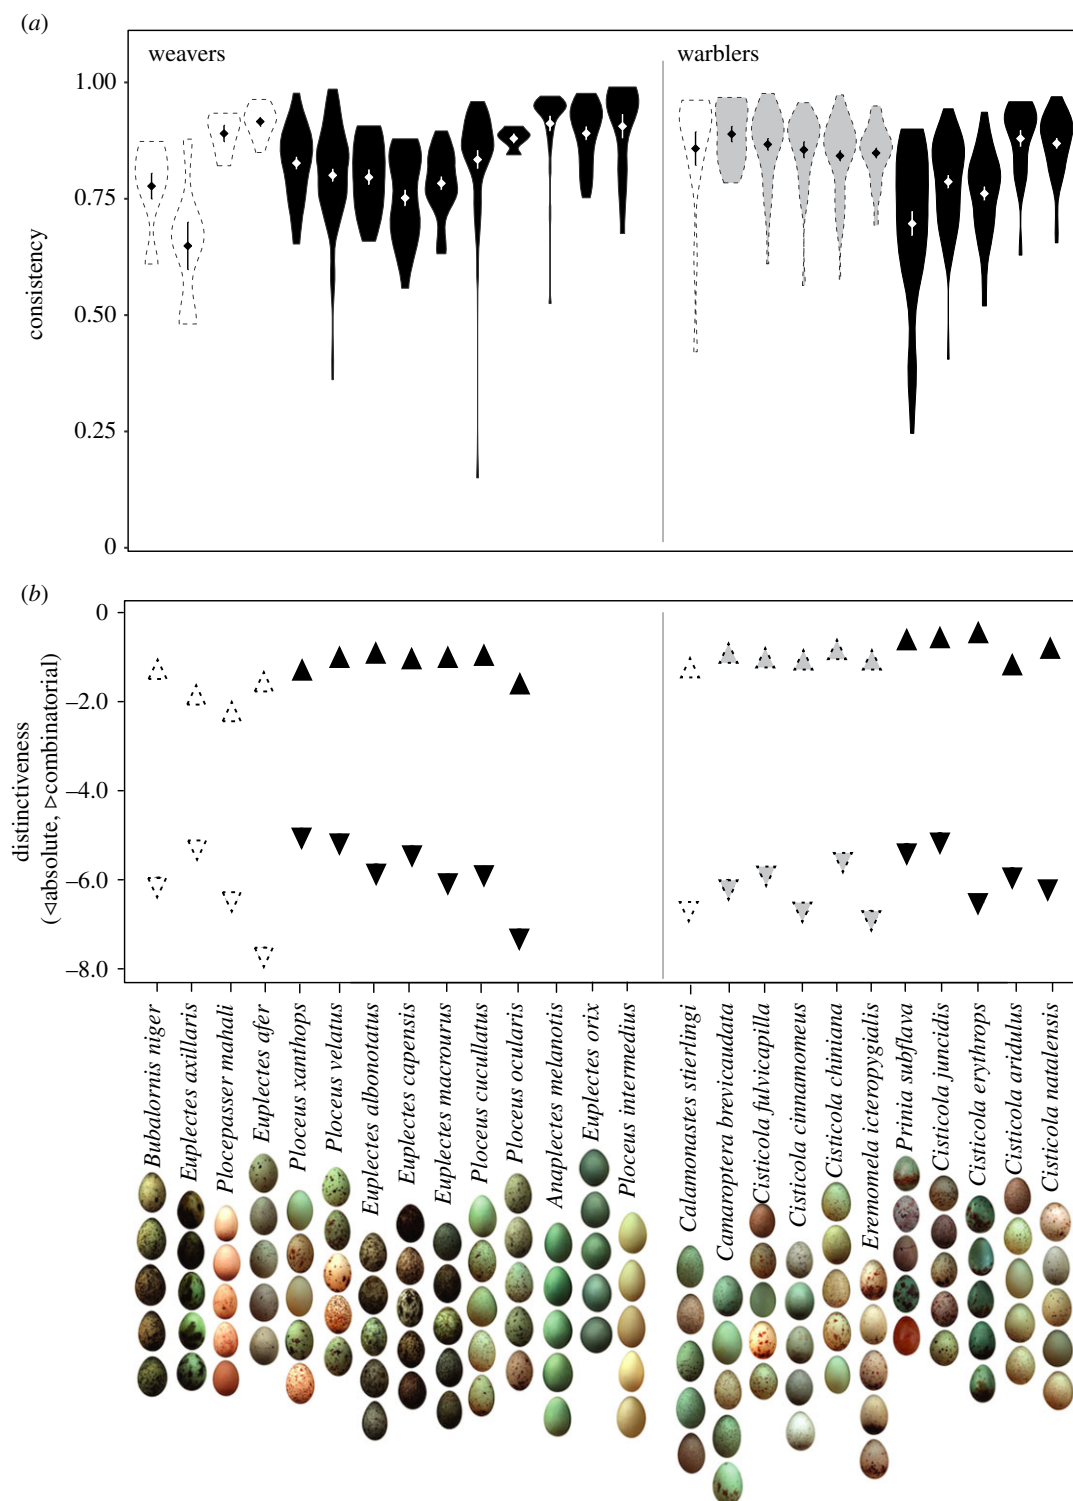 (a)
weavers
warblers
1.00
0.75
0.50
0.25
0
consistency
(b)
0
–2.0
–4.0
–6.0
–8.0
distinctiveness
(◃absolute, ▹combinatorial)
Bubalornis niger
Euplectes axillaris
Plocepasser mahali
Euplectes afer
Ploceus xanthops
Ploceus velatus
Euplectes albonotatus
Euplectes capensis
Euplectes macrourus
Ploceus cucullatus
Ploceus ocularis
Anaplectes melanotis
Euplectes orix
Ploceus intermedius
Calamonastes stierlingi
Camaroptera brevicaudata
Cisticola fulvicapilla
Cisticola cinnamomeus
Cisticola chiniana
Eremomela icteropygialis
Prinia subflava
Cisticola juncidis
Cisticola erythrops
Cisticola aridulus
Cisticola natalensis